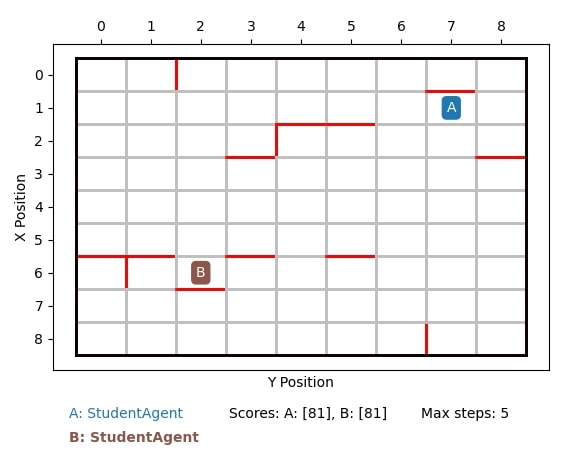 0 1 2 3 4 5 6 7 8
0
1 A
2
3
4
5
6 B
7
8
X Position
Y Position
A: StudentAgent Scores: A: [81], B: [81] Max steps: 5
B: StudentAgent